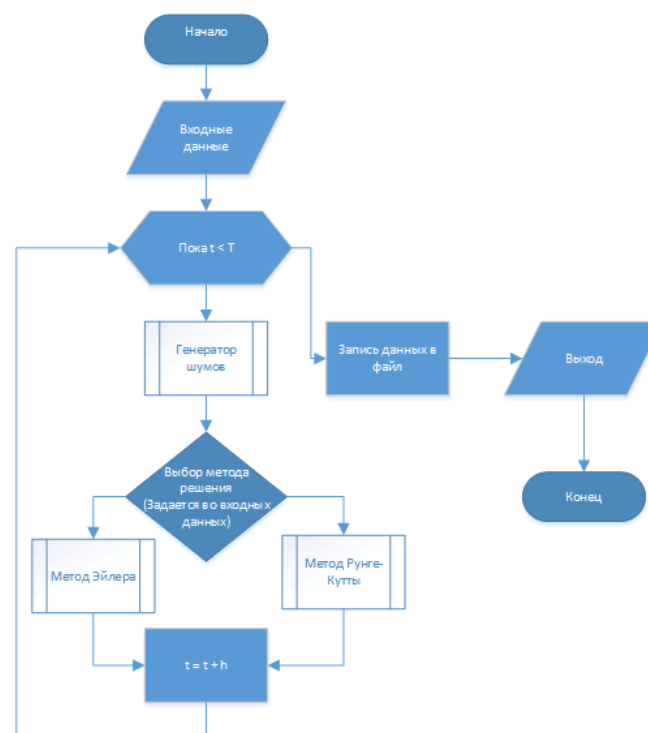 Начало
Входные
данные
Пока t < T
Генератор
шумов
Запись данных в
файл
Выход
Выбор метода
решения
(Задается во входных
данных)
Конец
Метод Эйлера
Метод Рунге-
Кутты
t = t + h